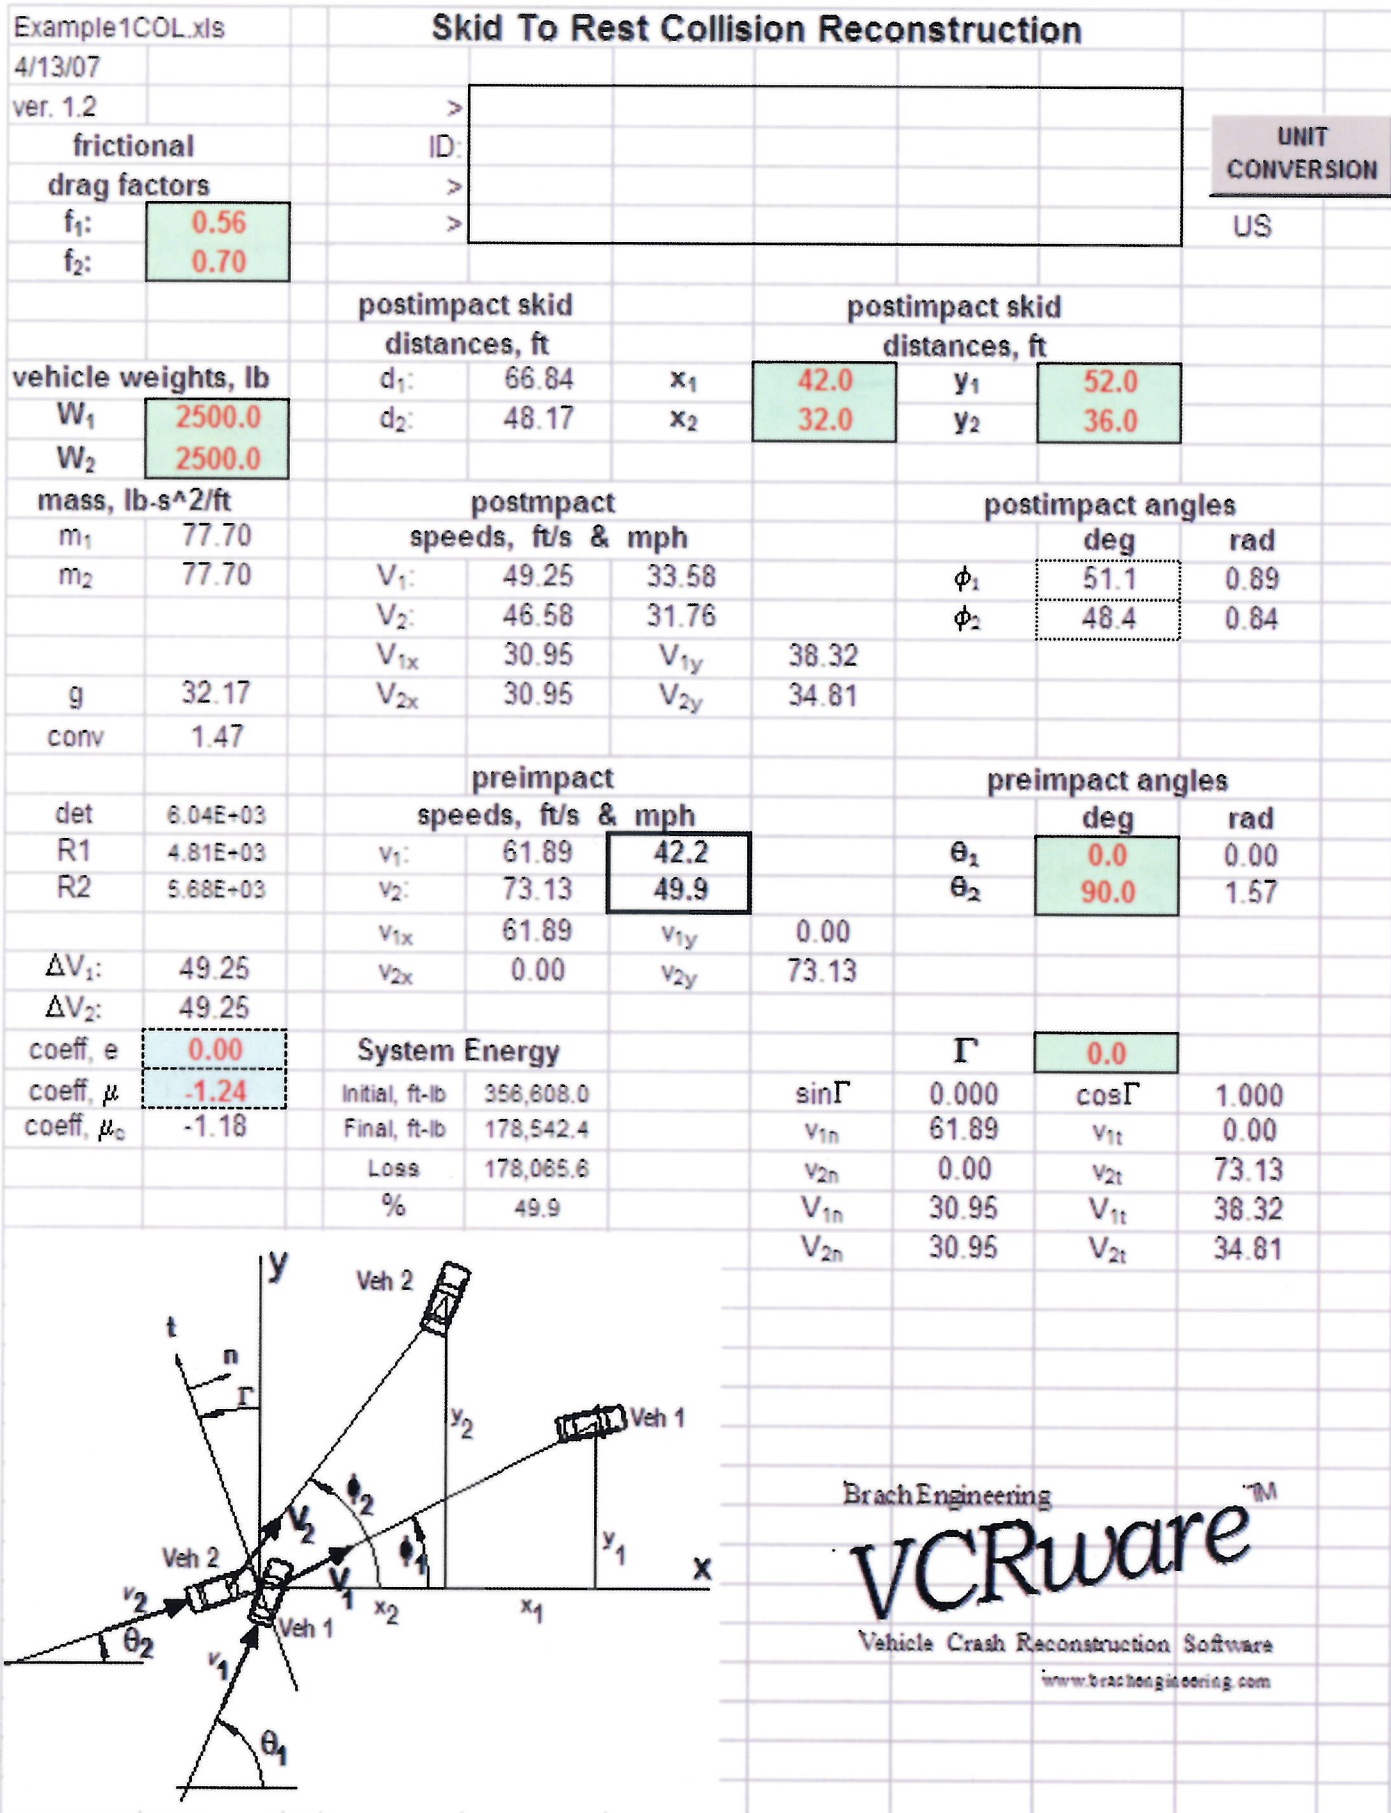 Example1COL.xls Skid To Rest Collision Reconstruction
4/13/07
ver. 1.2 >
frictional ID: UNIT
drag factors > CONVERSION
f₁: 0.56 > US
f₂: 0.70
postimpact skid postimpact skid
distances, ft distances, ft
vehicle weights, lb d₁: 66.84 x₁ 42.0 y₁ 52.0
W₁ 2500.0 d₂: 48.17 x₂ 32.0 y₂ 36.0
W₂ 2500.0
mass, lb-s^2/ft postmpact postimpact angles
m₁ 77.70 speeds, ft/s & mph deg rad
m₂ 77.70 V₁: 49.25 33.58 ϕ₁ 51.1 0.89
V₂: 46.58 31.76 ϕ₂ 48.4 0.84
V₁ₓ 30.95 V₁y 38.32
g 32.17 V₂ₓ 30.95 V₂y 34.81
conv 1.47
preimpact preimpact angles
det 6.04E+03 speeds, ft/s & mph deg rad
R1 4.81E+03 v₁: 61.89 42.2 θ₁ 0.0 0.00
R2 5.68E+03 v₂: 73.13 49.9 θ₂ 90.0 1.57
v₁ₓ 61.89 v₁y 0.00
ΔV₁: 49.25 v₂ₓ 0.00 v₂y 73.13
ΔV₂: 49.25
coeff, e 0.00 System Energy Γ 0.0
coeff, μ -1.24 Initial, ft-lb 356,608.0 sinΓ 0.000 cosΓ 1.000
coeff, μc -1.18 Final, ft-lb 178,542.4 v₁n 61.89 v₁t 0.00
Loss 178,065.6 v₂n 0.00 v₂t 73.13
% 49.9 V₁n 30.95 V₁t 38.32
V₂n 30.95 V₂t 34.81
y Veh 2
t
n
Γ
y₂ Veh 1
ϕ₂
V₂ ϕ₁ y₁
Veh 2 V₁ x₂ x₁ x
v₂ Veh 1
θ₂
v₁
θ₁
Brach Engineering
VCRware TM
Vehicle Crash Reconstruction Software
www.brachengineering.com